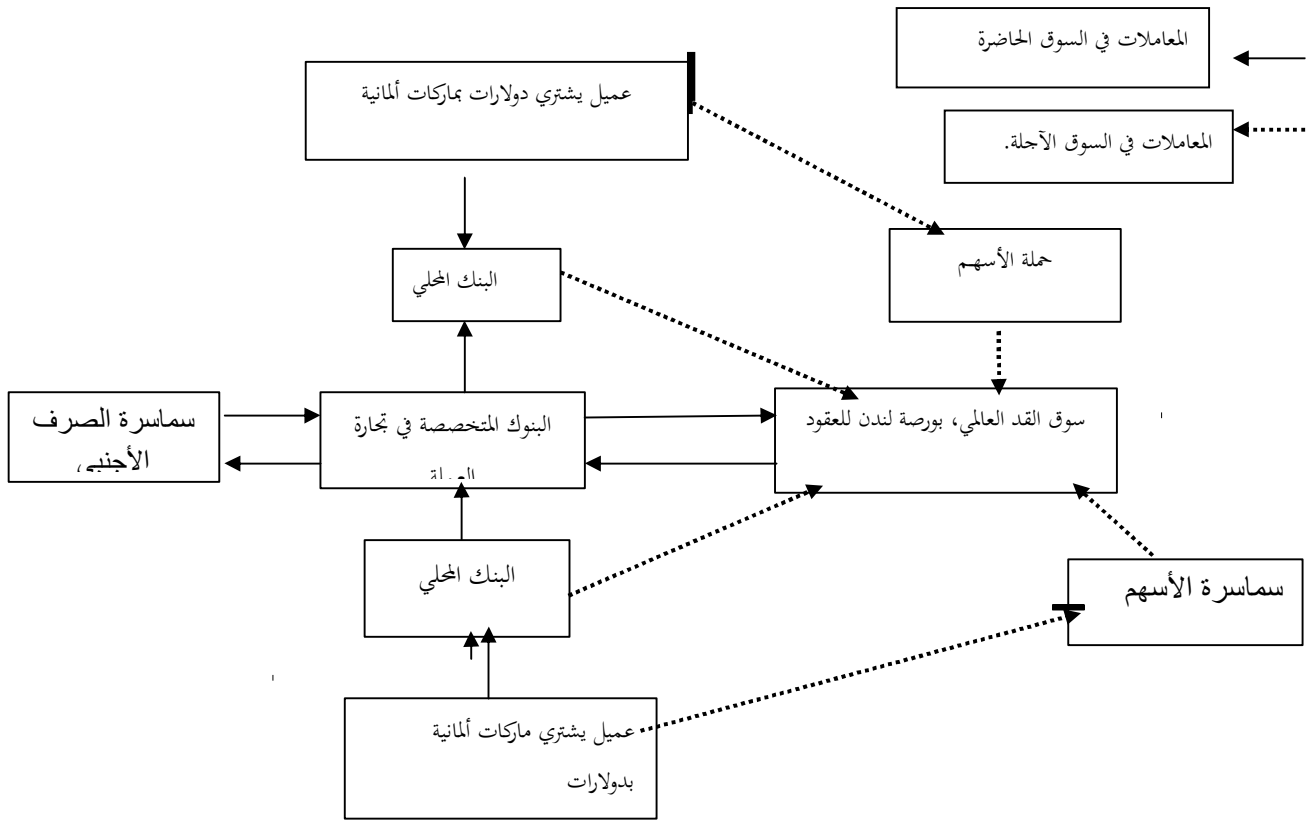 المعاملات في السوق الحاضرة
عميل يشتري دولارات بماركات ألمانية
المعاملات في السوق الآجلة.
حملة الأسهم
البنك المحلي
سماسرة الصرف
الأجنبي
البنوك المتخصصة في تجارة
العملة
سوق القد العالمي، بورصة لندن للعقود
البنك المحلي
سماسرة الأسهم
عميل يشتري ماركات ألمانية
بدولارات